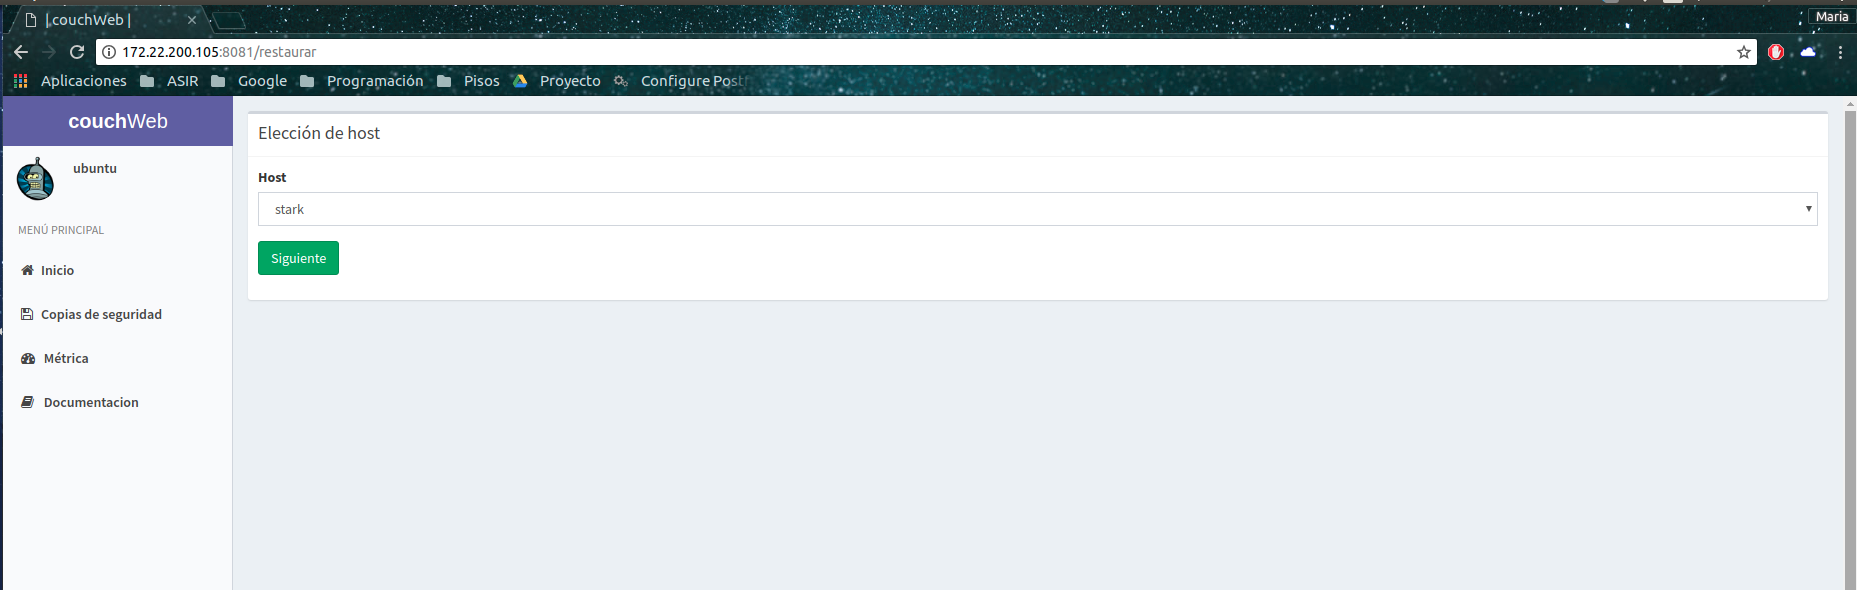 | couchWeb |
Maria
172.22.200.105:8081/restaurar
Aplicaciones ASIR Google Programación Pisos Proyecto Configure Post
couchWeb
ubuntu
MENÚ PRINCIPAL
Inicio
Copias de seguridad
Métrica
Documentacion
Elección de host
Host
stark
Siguiente